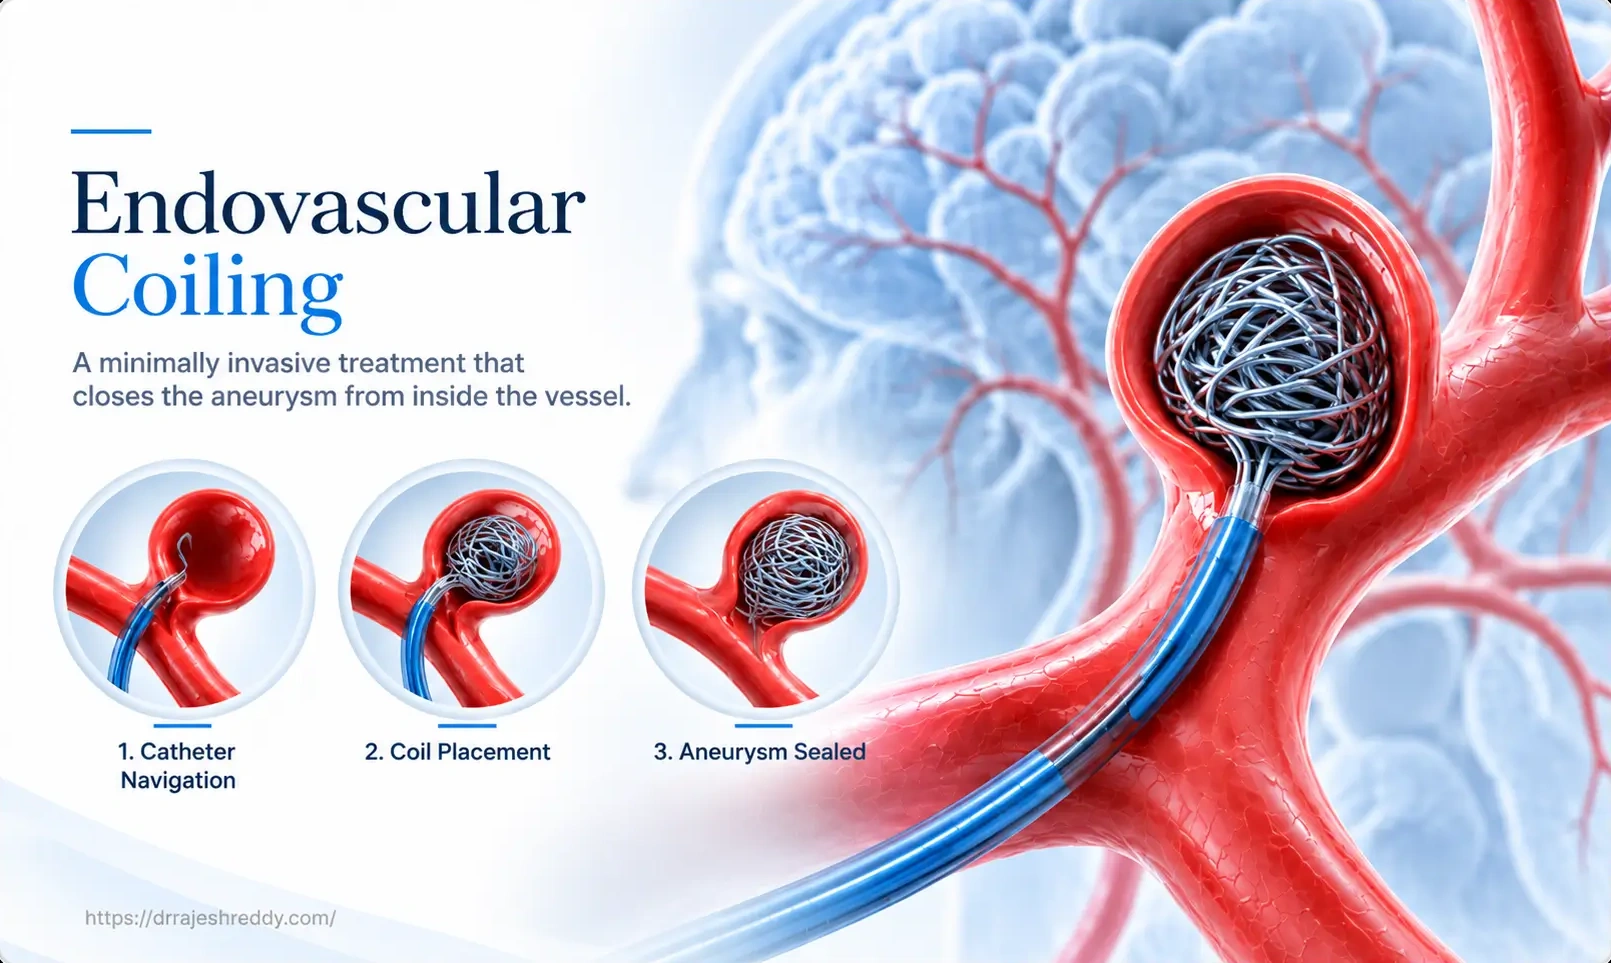 Endovascular
Coiling
A minimally invasive treatment that
closes the aneurysm from inside the vessel.
1. Catheter
Navigation
2. Coil Placement
3. Aneurysm Sealed
https://drrajeshreddy.com/